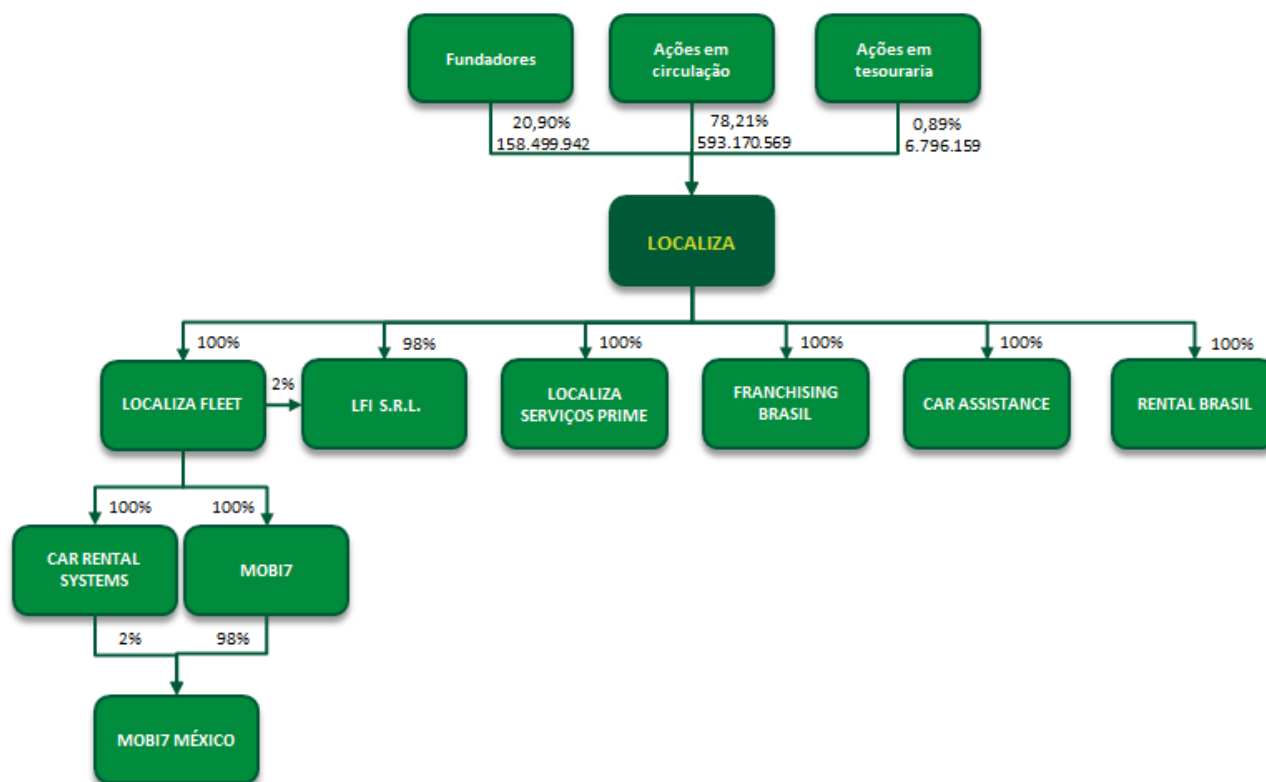 Fundadores
Ações em
circulação
Ações em
tesouraria
20,90%
158.499.942
78,21%
593.170.569
0,89%
6.796.159
LOCALIZA
100%
98%
100%
100%
100%
100%
LOCALIZA FLEET
2%
LFI S.R.L.
LOCALIZA
SERVIÇOS PRIME
FRANCHISING
BRASIL
CAR ASSISTANCE
RENTAL BRASIL
100%
100%
CAR RENTAL
SYSTEMS
MOBI7
2%
98%
MOBI7 MÉXICO